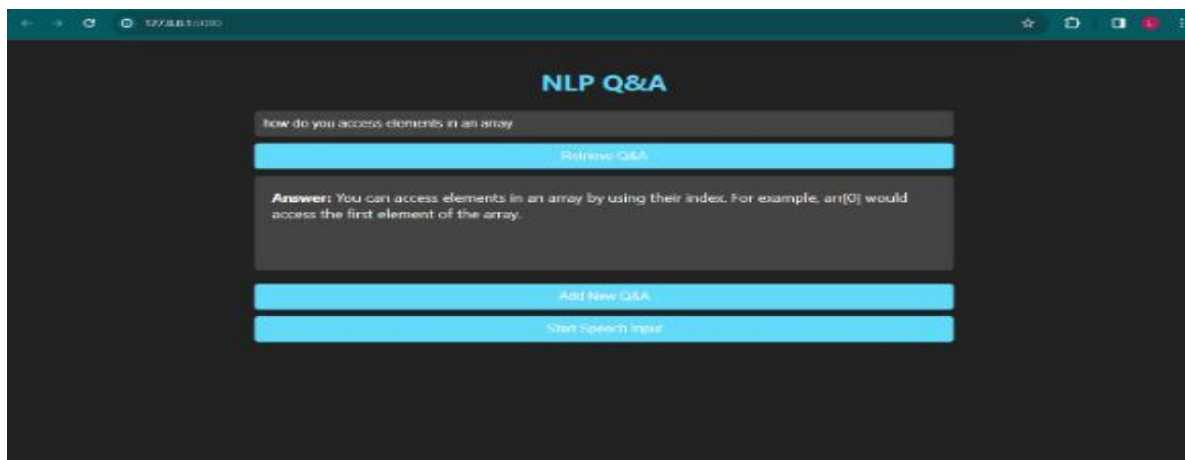 NLP Q&A
how do you access elements in an array
Retrieve Q&A
Answer: You can access elements in an array by using their index. For example, arr[0] would
access the first element of the array.
Add New Q&A
Start Speech Input